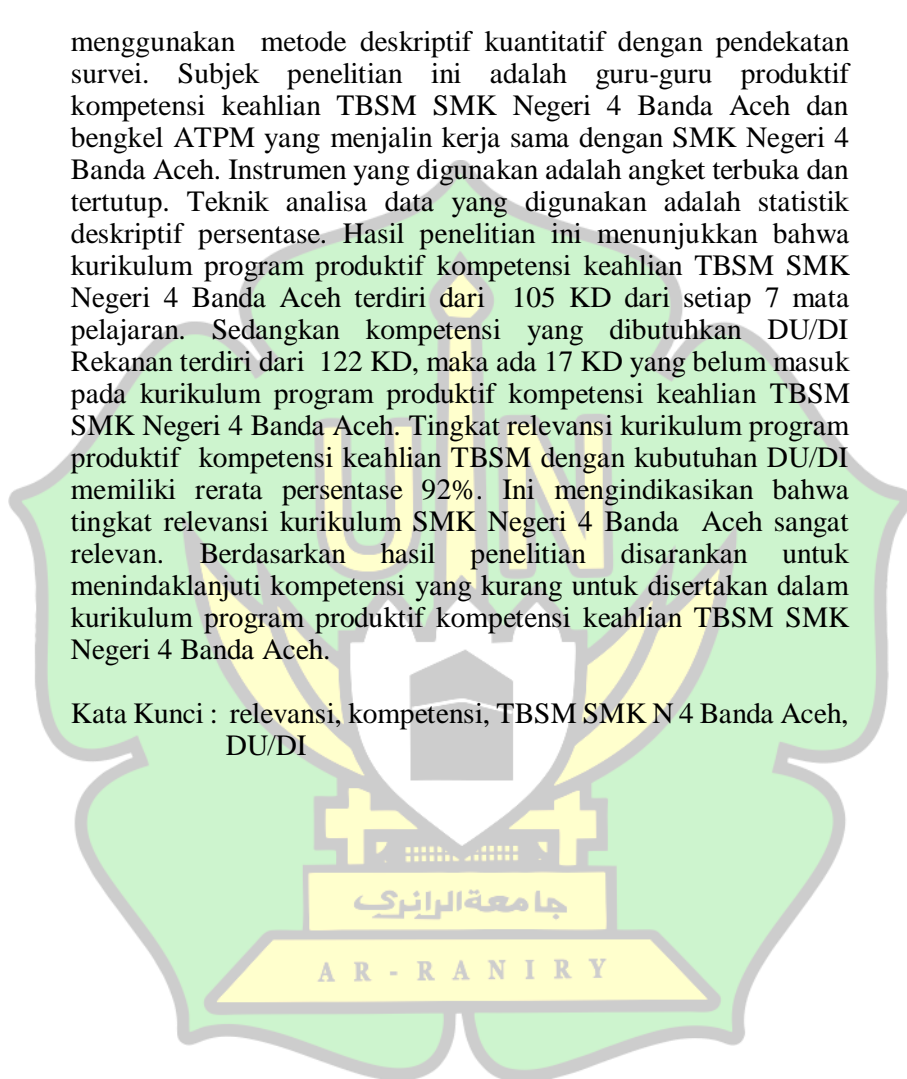 menggunakan metode deskriptif kuantitatif dengan pendekatan
survei. Subjek penelitian ini adalah guru-guru produktif
kompetensi keahlian TBSM SMK Negeri 4 Banda Aceh dan
bengkel ATPM yang menjalin kerja sama dengan SMK Negeri 4
Banda Aceh. Instrumen yang digunakan adalah angket terbuka dan
tertutup. Teknik analisa data yang digunakan adalah statistik
deskriptif persentase. Hasil penelitian ini menunjukkan bahwa
kurikulum program produktif kompetensi keahlian TBSM SMK
Negeri 4 Banda Aceh terdiri dari 105 KD dari setiap 7 mata
pelajaran. Sedangkan kompetensi yang dibutuhkan DU/DI
Rekanan terdiri dari 122 KD, maka ada 17 KD yang belum masuk
pada kurikulum program produktif kompetensi keahlian TBSM
SMK Negeri 4 Banda Aceh. Tingkat relevansi kurikulum program
produktif kompetensi keahlian TBSM dengan kubutuhan DU/DI
memiliki rerata persentase 92%. Ini mengindikasikan bahwa
tingkat relevansi kurikulum SMK Negeri 4 Banda Aceh sangat
relevan. Berdasarkan hasil penelitian disarankan untuk
menindaklanjuti kompetensi yang kurang untuk disertakan dalam
kurikulum program produktif kompetensi keahlian TBSM SMK
Negeri 4 Banda Aceh.
Kata Kunci : relevansi, kompetensi, TBSM SMK N 4 Banda Aceh,
DU/DI
UIN
جامعة الرانري
AR-RANIRY